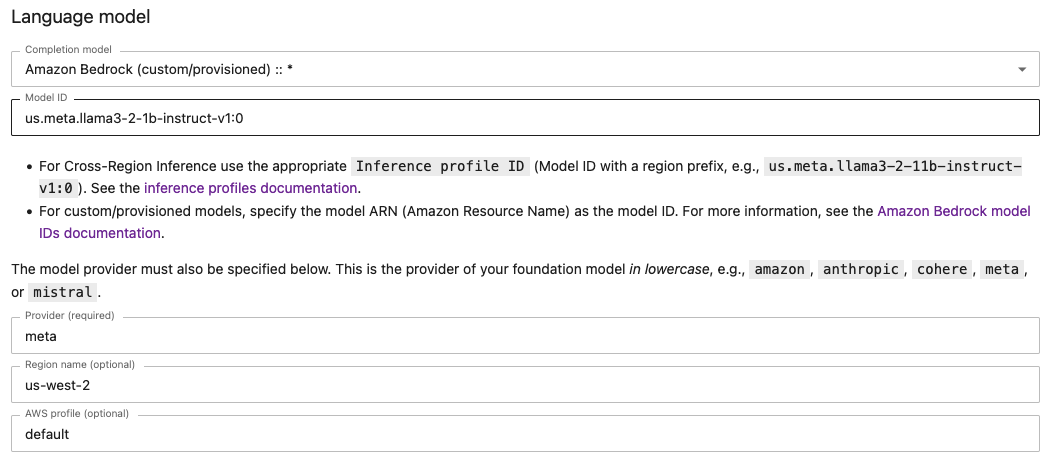 Language model
Completion model
Amazon Bedrock (custom/provisioned) :: *
Model ID
us.meta.llama3-2-1b-instruct-v1:0
• For Cross-Region Inference use the appropriate Inference profile ID (Model ID with a region prefix, e.g., us.meta.llama3-2-11b-instruct-
v1:0 ). See the inference profiles documentation.
• For custom/provisioned models, specify the model ARN (Amazon Resource Name) as the model ID. For more information, see the Amazon Bedrock model
IDs documentation.
The model provider must also be specified below. This is the provider of your foundation model in lowercase, e.g., amazon , anthropic , cohere , meta ,
or mistral .
Provider (required)
meta
Region name (optional)
us-west-2
AWS profile (optional)
default